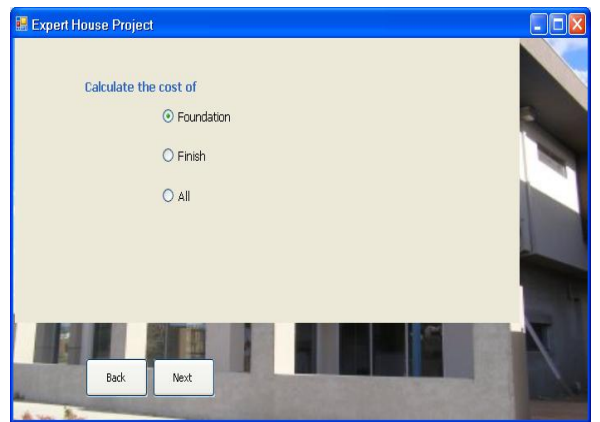 Expert House Project
Calculate the cost of
Foundation
Finish
All
Back Next